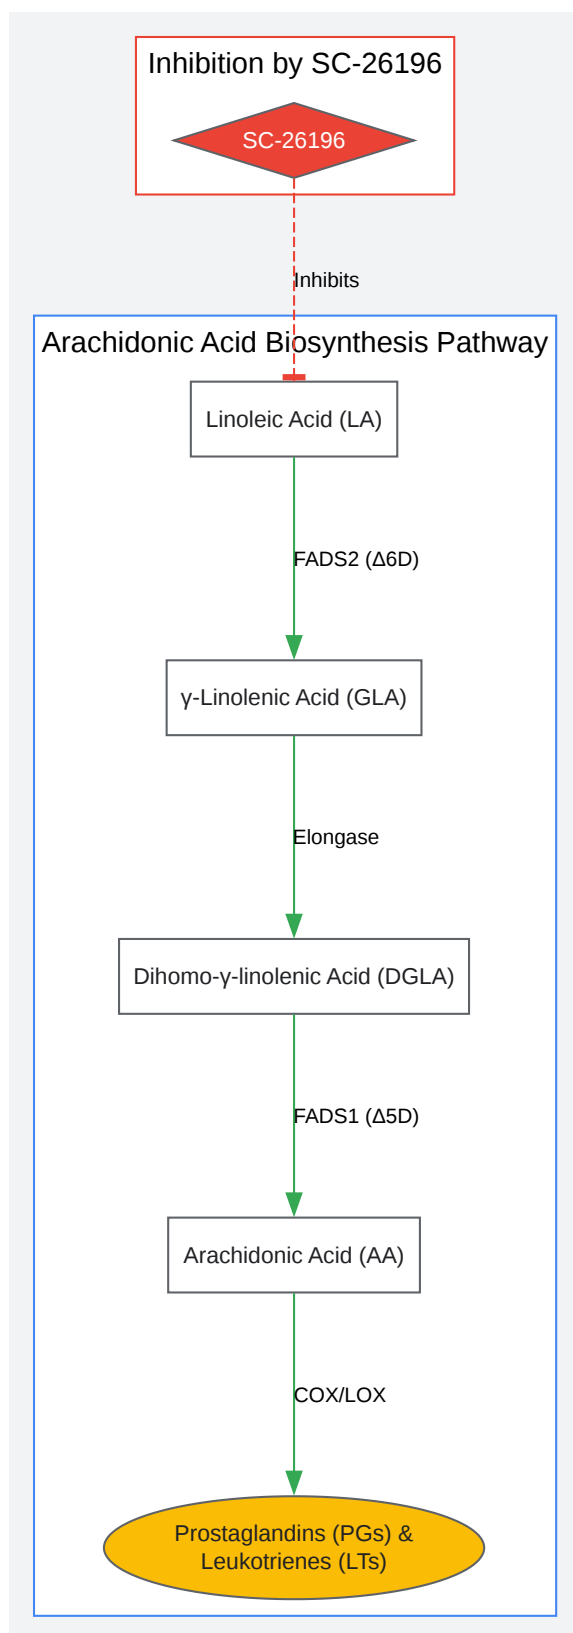 Inhibition by SC-26196
SC-26196
Inhibits
Arachidonic Acid Biosynthesis Pathway
Linoleic Acid (LA)
FADS2 (Δ6D)
γ-Linolenic Acid (GLA)
Elongase
Dihomo-γ-linolenic Acid (DGLA)
FADS1 (Δ5D)
Arachidonic Acid (AA)
COX/LOX
Prostaglandins (PGs) &
Leukotrienes (LTs)